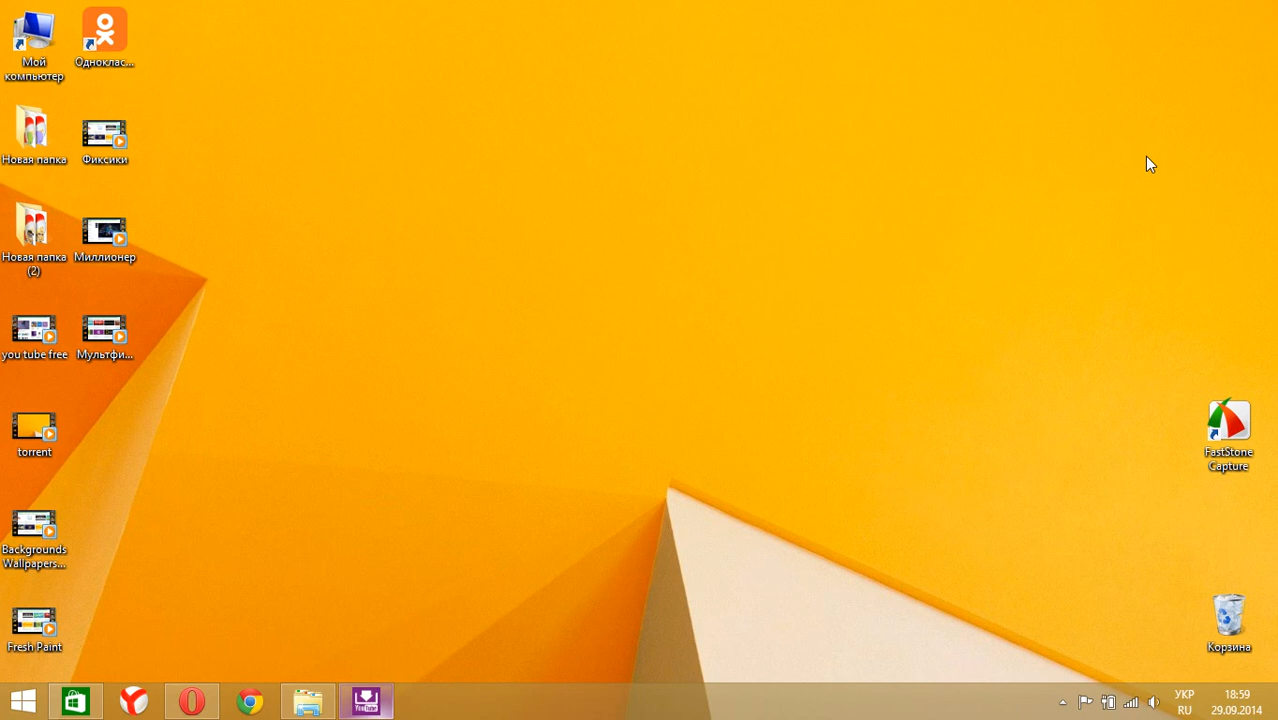 Мой
компьютер
Одноклас...
Новая папка
Фиксики
Новая папка
(2)
Миллионер
you tube free
Мультфи...
torrent
Backgrounds
Wallpapers...
Fresh Paint
FastStone
Capture
Корзина
YouTube
УКР
RU
18:59
29.09.2014